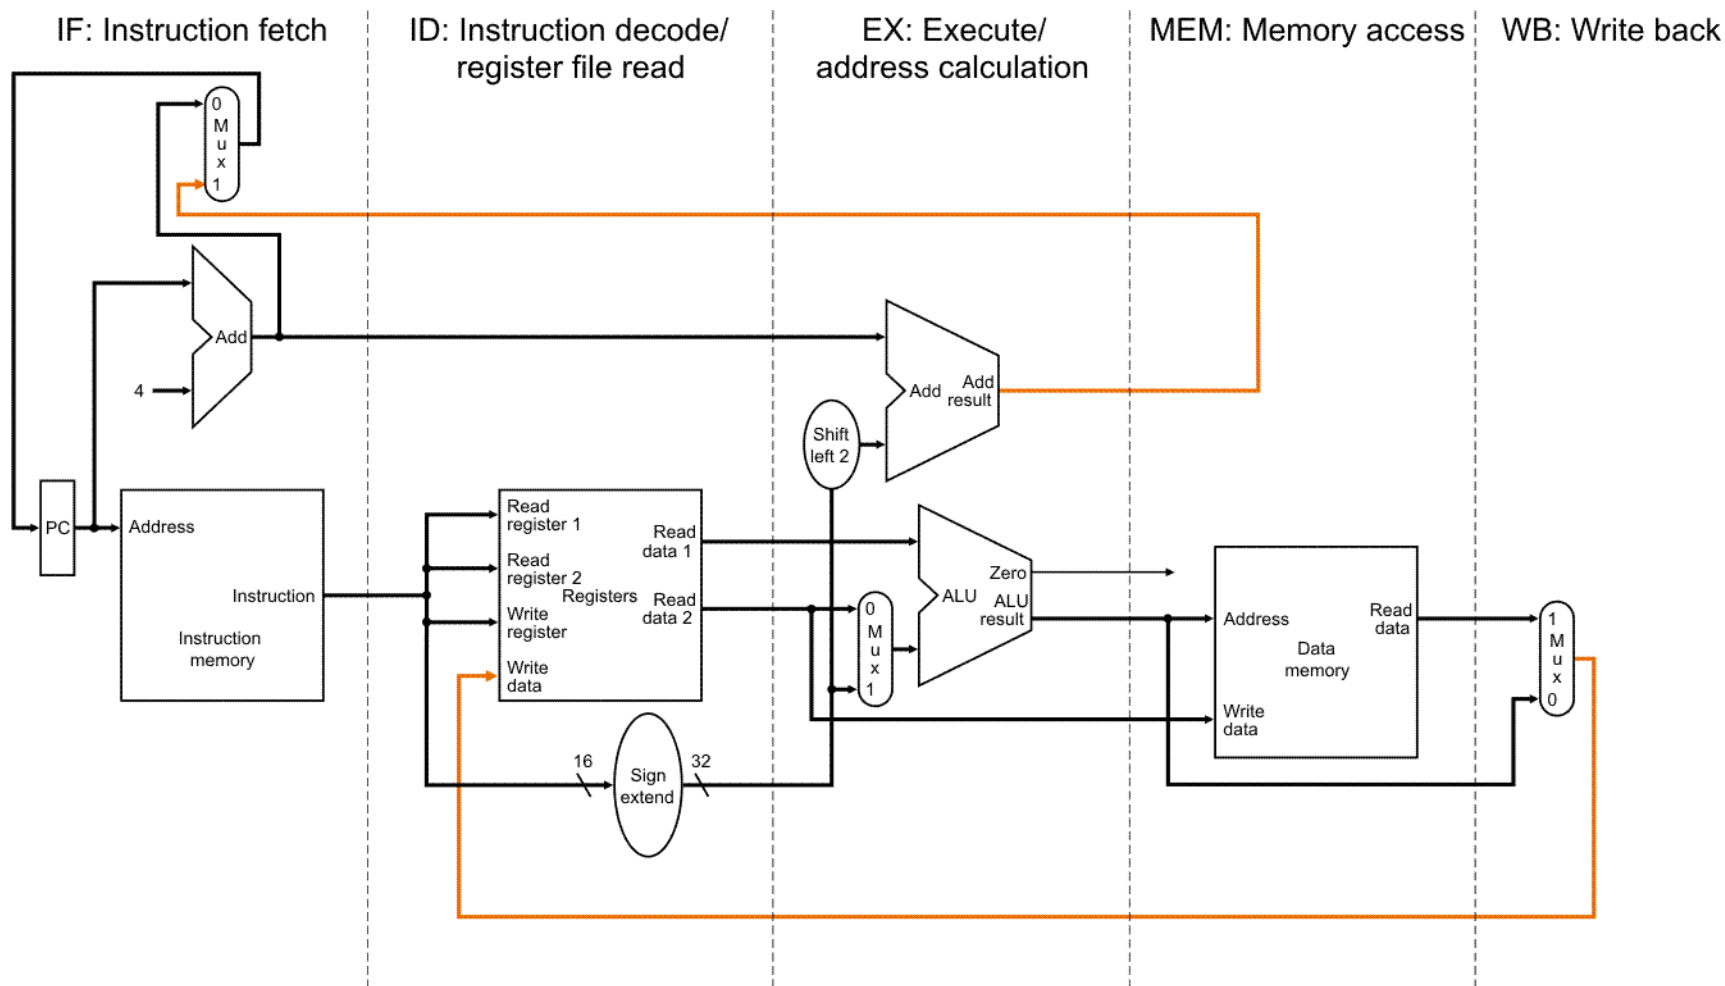 IF: Instruction fetch
ID: Instruction decode/
register file read
EX: Execute/
address calculation
MEM: Memory access
WB: Write back
0
M
u
x
1
Add
4
Add
Add
result
Shift
left 2
PC
Address
Instruction
Instruction
memory
Read
register 1
Read
register 2
Write
register
Write
data
Registers
Read
data 1
Read
data 2
16
Sign
extend
32
0
M
u
x
1
Zero
ALU
ALU
result
Address
Write
data
Data
memory
Read
data
1
M
u
x
0